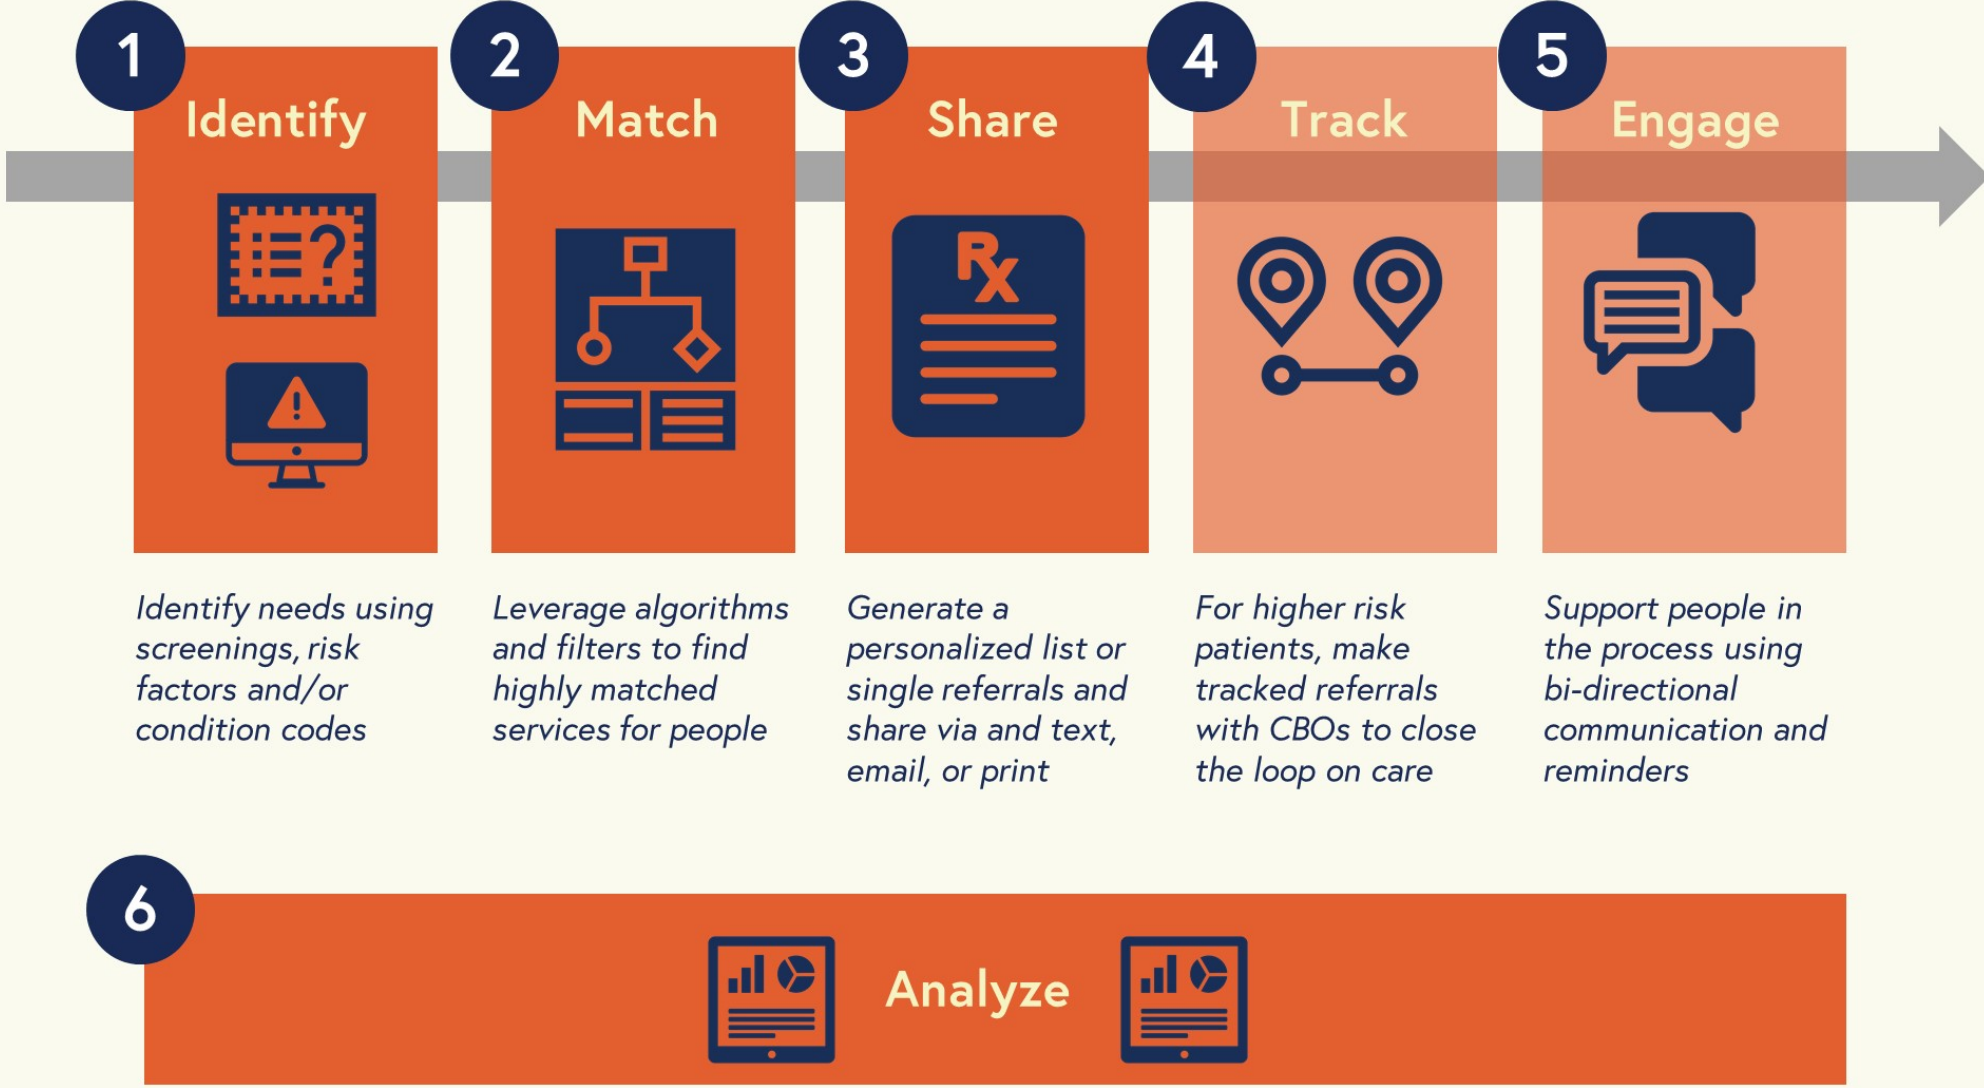 1
Identify
?
!
Identify needs using
screenings, risk
factors and/or
condition codes
2
Match
Leverage algorithms
and filters to find
highly matched
services for people
3
Share
Rx
Generate a
personalized list or
single referrals and
share via and text,
email, or print
4
Track
For higher risk
patients, make
tracked referrals
with CBOs to close
the loop on care
5
Engage
Support people in
the process using
bi-directional
communication and
reminders
6
Analyze